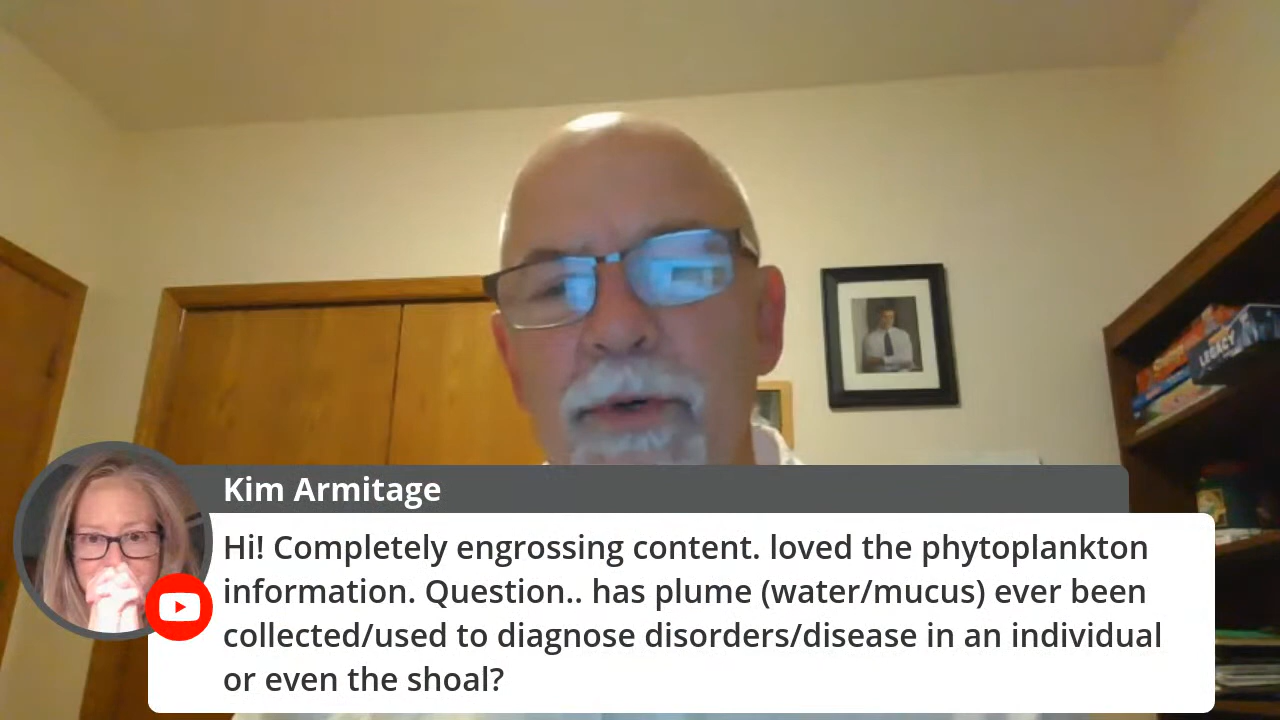 LEGACY
Kim Armitage
Hi! Completely engrossing content. loved the phytoplankton
information. Question.. has plume (water/mucus) ever been
collected/used to diagnose disorders/disease in an individual
or even the shoal?